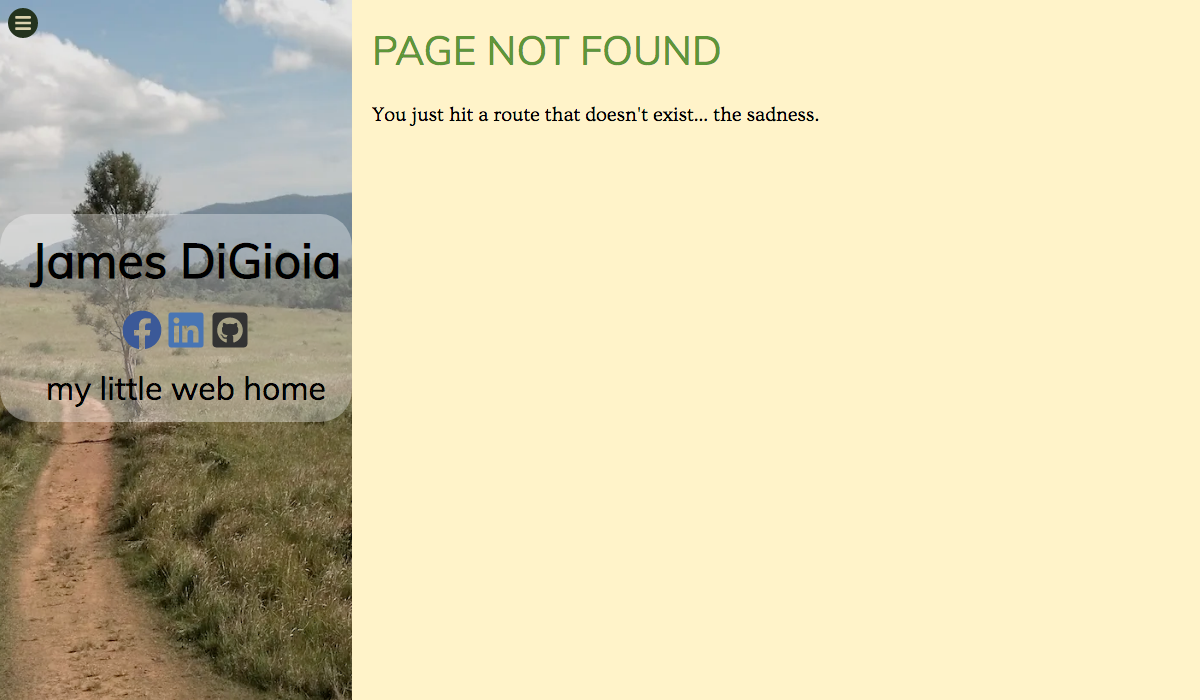 James DiGioia
my little web home
PAGE NOT FOUND
You just hit a route that doesn't exist... the sadness.